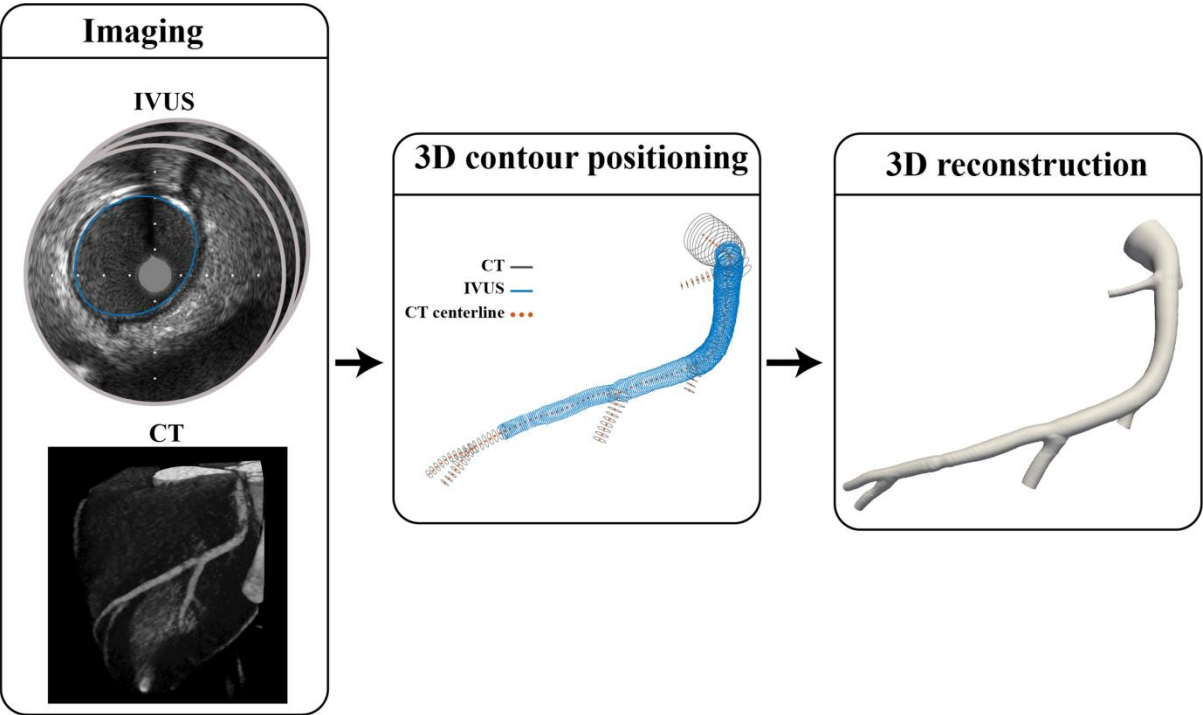 Imaging
IVUS
CT
3D contour positioning
CT
IVUS
CT centerline
3D reconstruction